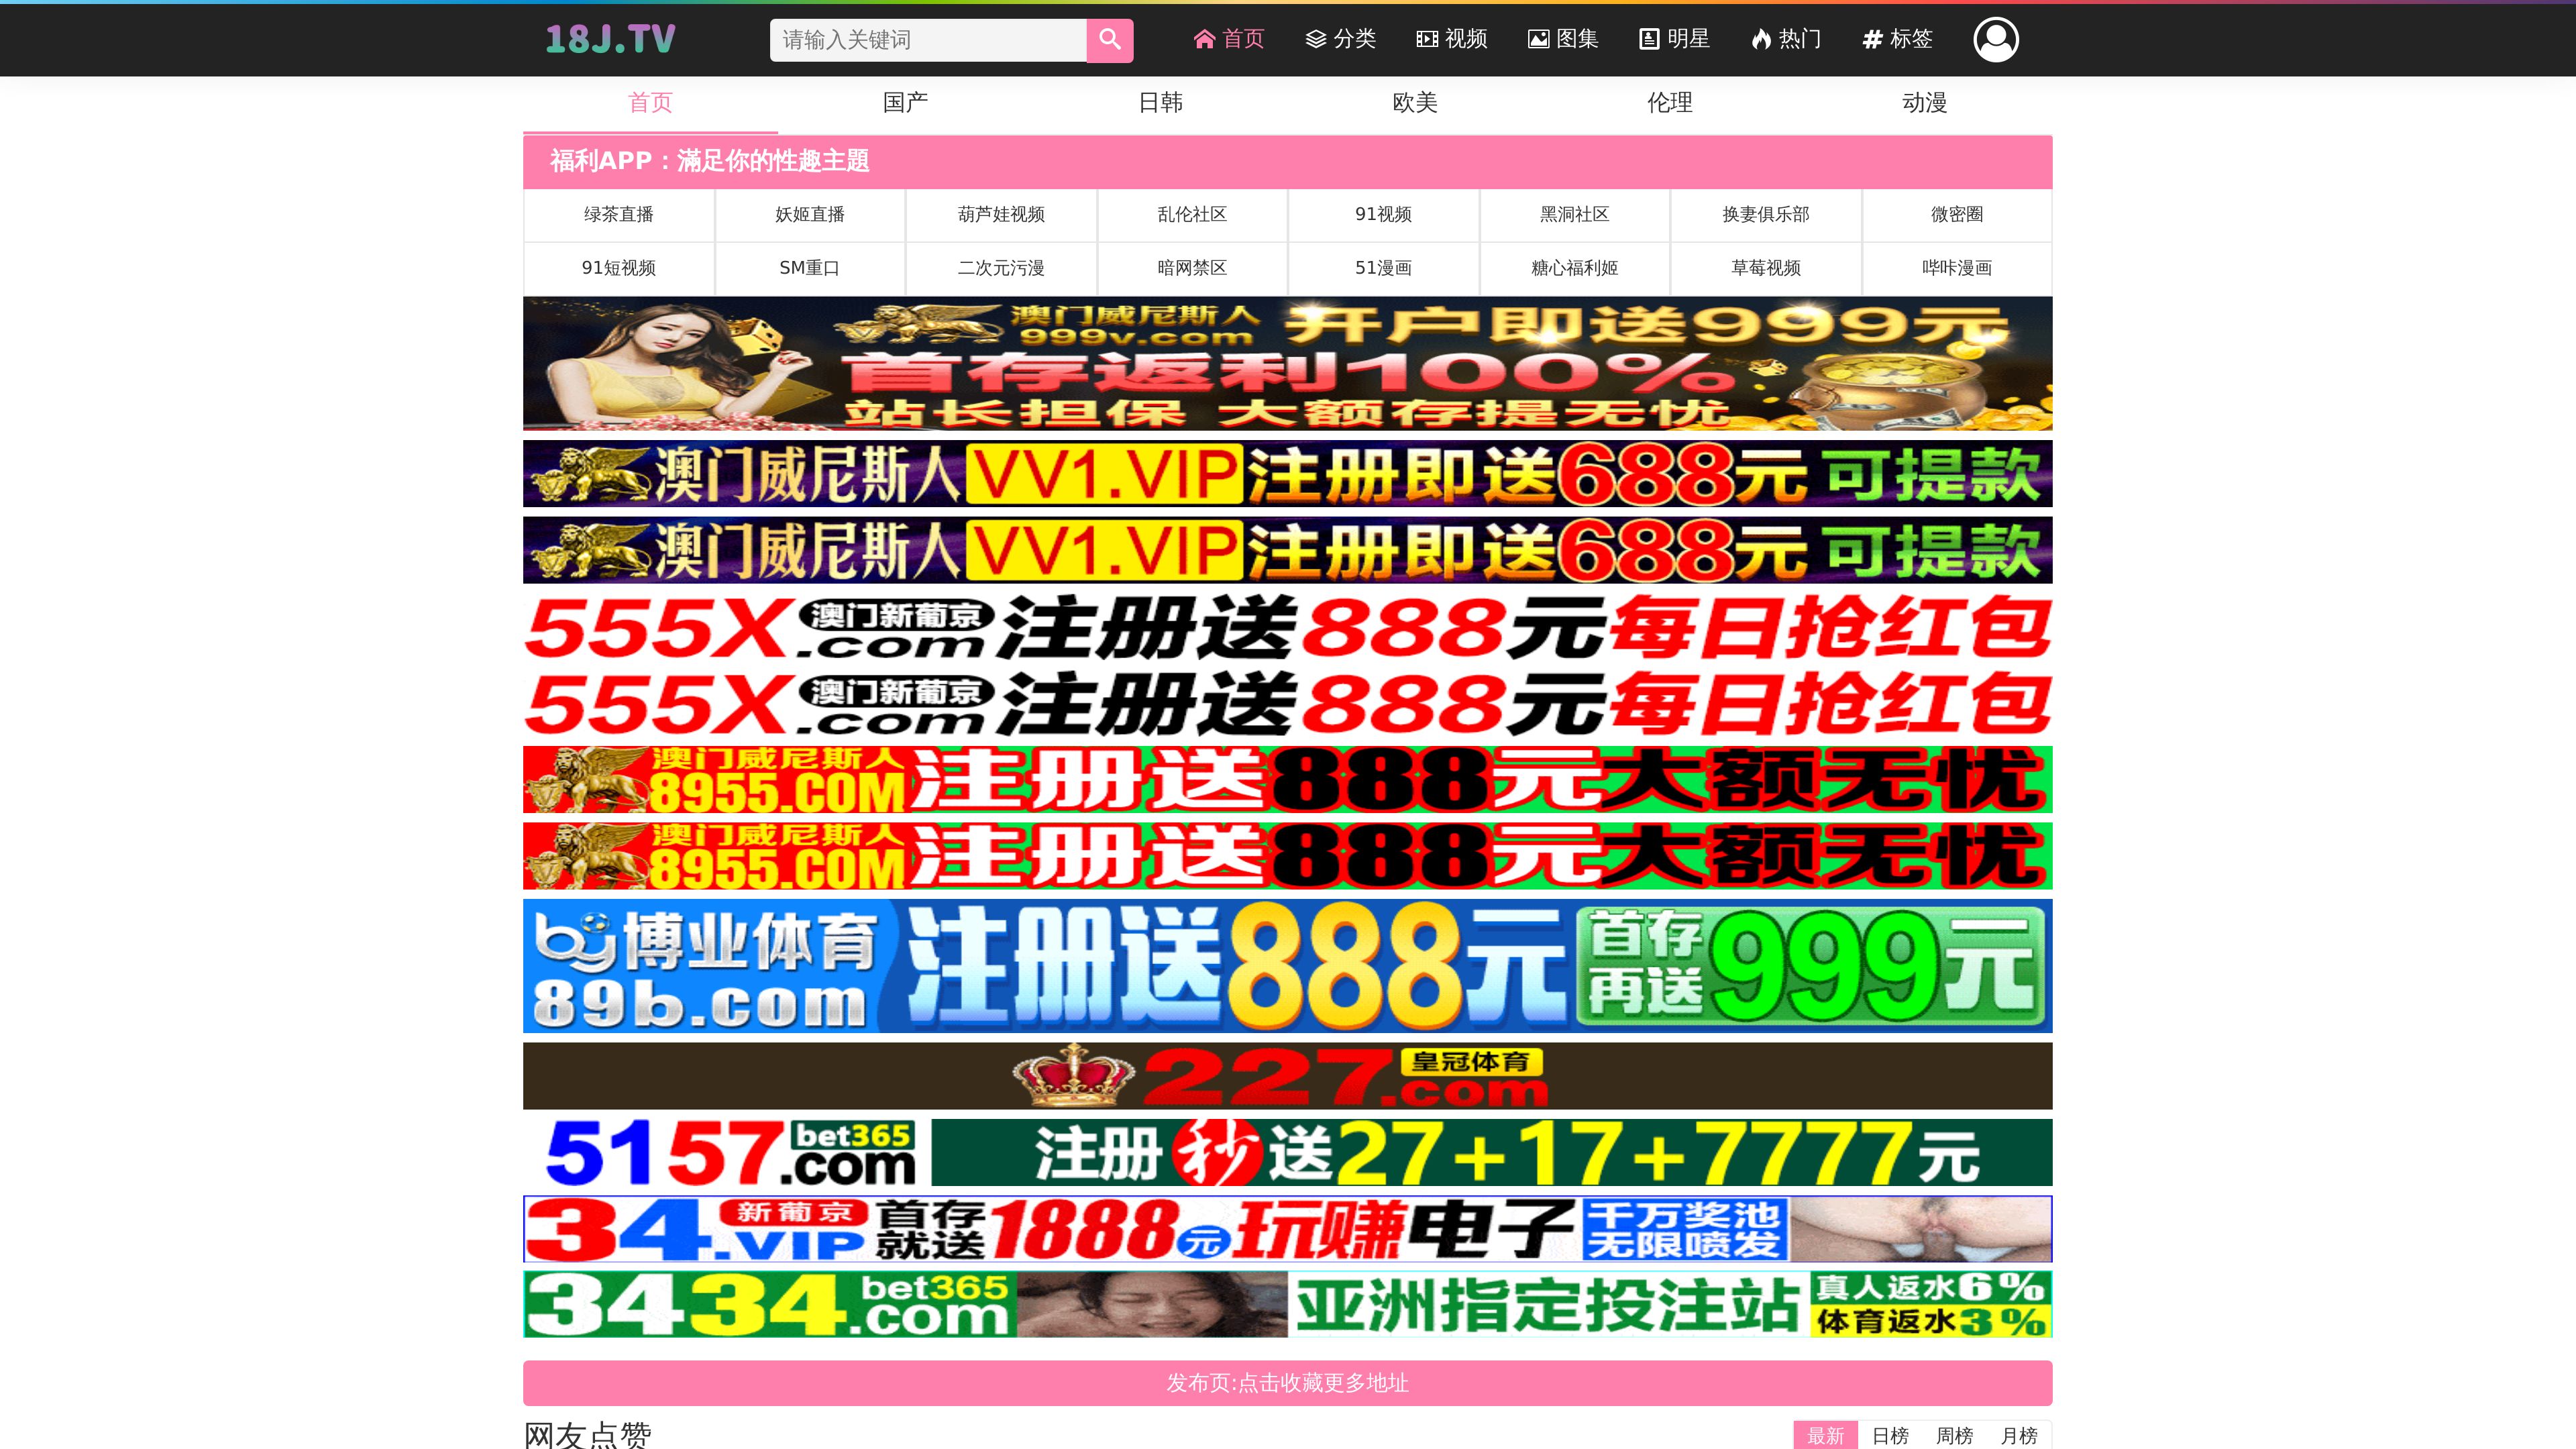 18J.TV 请输入关键词 首页 分类 视频 图集 明星 热门 标签
首页 国产 日韩 欧美 伦理 动漫
福利APP：滿足你的性趣主題
绿茶直播 妖姬直播 葫芦娃视频 乱伦社区 91视频 黑洞社区 换妻俱乐部 微密圈
91短视频 SM重口 二次元污漫 暗网禁区 51漫画 糖心福利姬 草莓视频 哔咔漫画
澳门威尼斯人 999v.com 开户即送999元
首存返利100%
站长担保 大额存提无忧
澳门威尼斯人 VV1.VIP 注册即送688元 可提款
澳门威尼斯人 VV1.VIP 注册即送688元 可提款
555X.com 澳门新葡京 注册送888元每日抢红包
555X.com 澳门新葡京 注册送888元每日抢红包
澳门威尼斯人 8955.COM 注册送888元大额无忧
澳门威尼斯人 8955.COM 注册送888元大额无忧
bj博业体育 89b.com 注册送888元 首存再送999元
227.com 皇冠体育
5157.com bet365 注册秒送27+17+7777元
34.VIP 新葡京 首存就送1888元 玩赚电子 千万奖池 无限喷发
3434.com bet365 亚洲指定投注站 真人返水6% 体育返水3%
发布页:点击收藏更多地址
网友点赞 最新 日榜 周榜 月榜